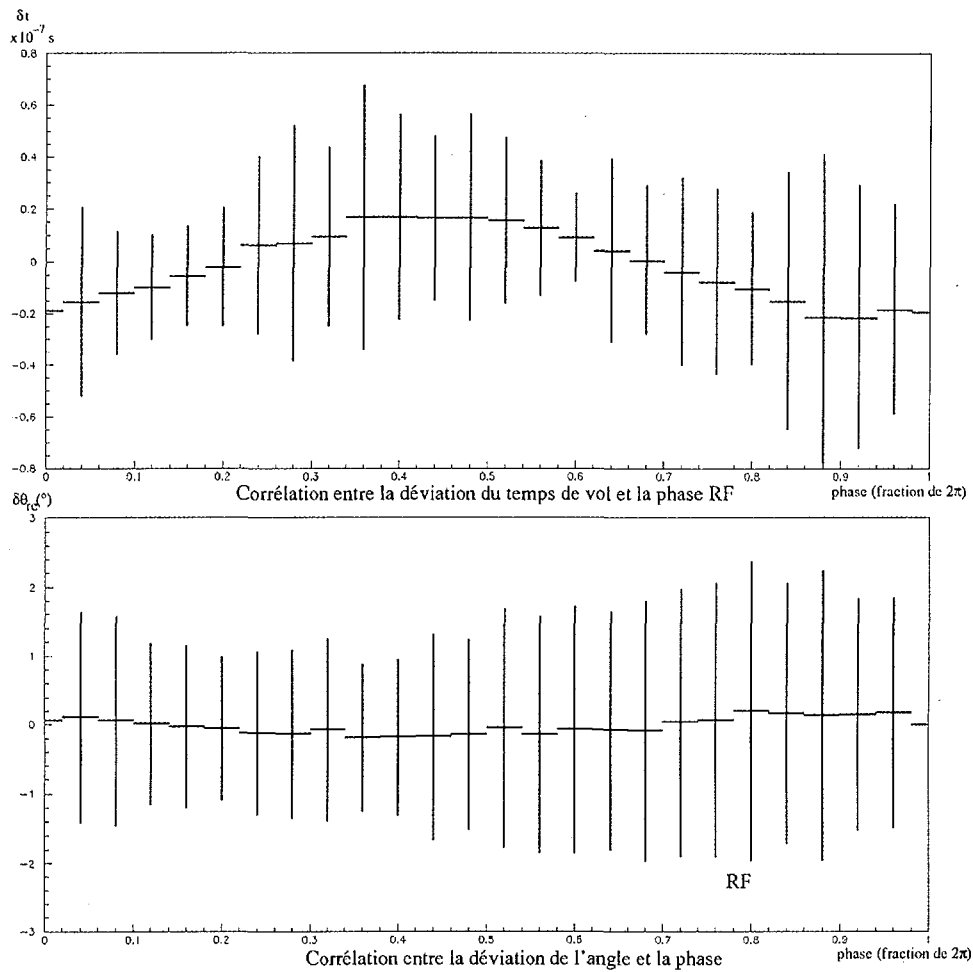 δt
x10⁻⁷ s
0.8
0.6
0.4
0.2
0
-0.2
-0.4
-0.6
-0.8
0 0.1 0.2 0.3 0.4 0.5 0.6 0.7 0.8 0.9 1
Corrélation entre la déviation du temps de vol et la phase RF
phase (fraction de 2π)
δθrd(°)
3
2
1
0
-1
-2
-3
RF
0 0.1 0.2 0.3 0.4 0.5 0.6 0.7 0.8 0.9 1
Corrélation entre la déviation de l'angle et la phase
phase (fraction de 2π)